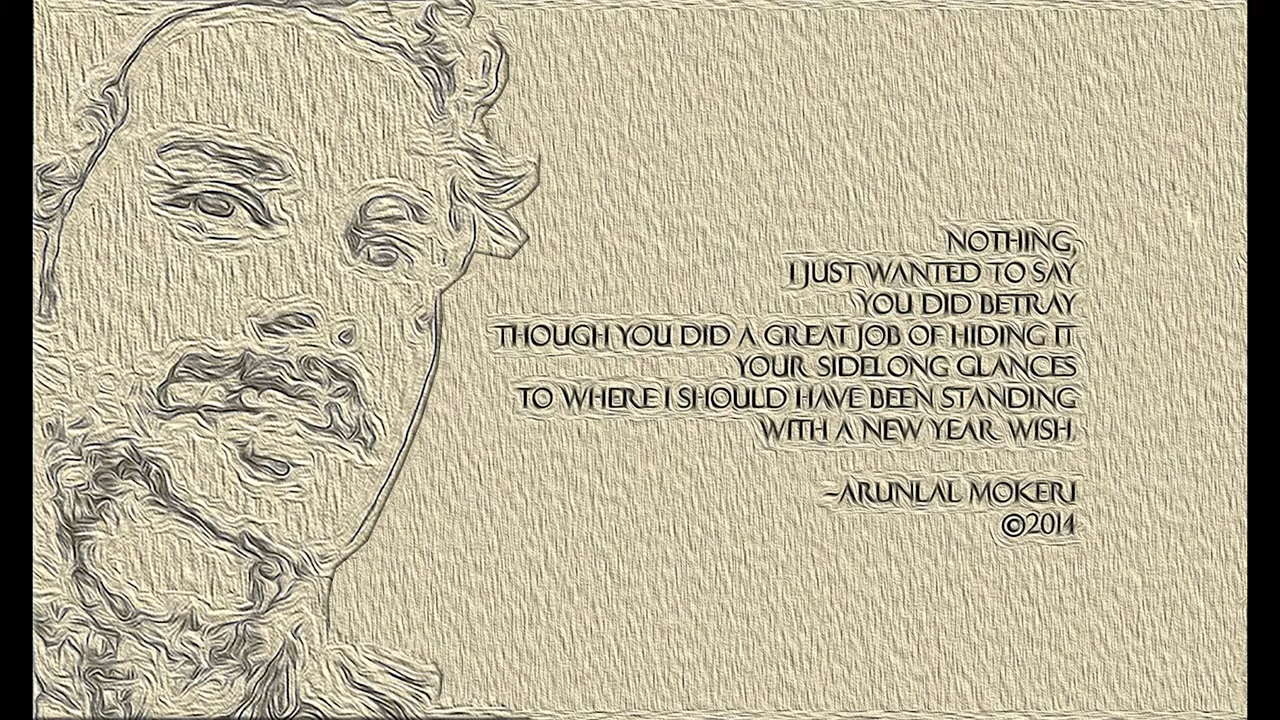 NOTHING,
I JUST WANTED TO SAY
YOU DID BETRAY
THOUGH YOU DID A GREAT JOB OF HIDING IT
YOUR SIDELONG GLANCES
TO WHERE I SHOULD HAVE BEEN STANDING
WITH A NEW YEAR WISH.

~ARUNLAL MOKERI
©2014